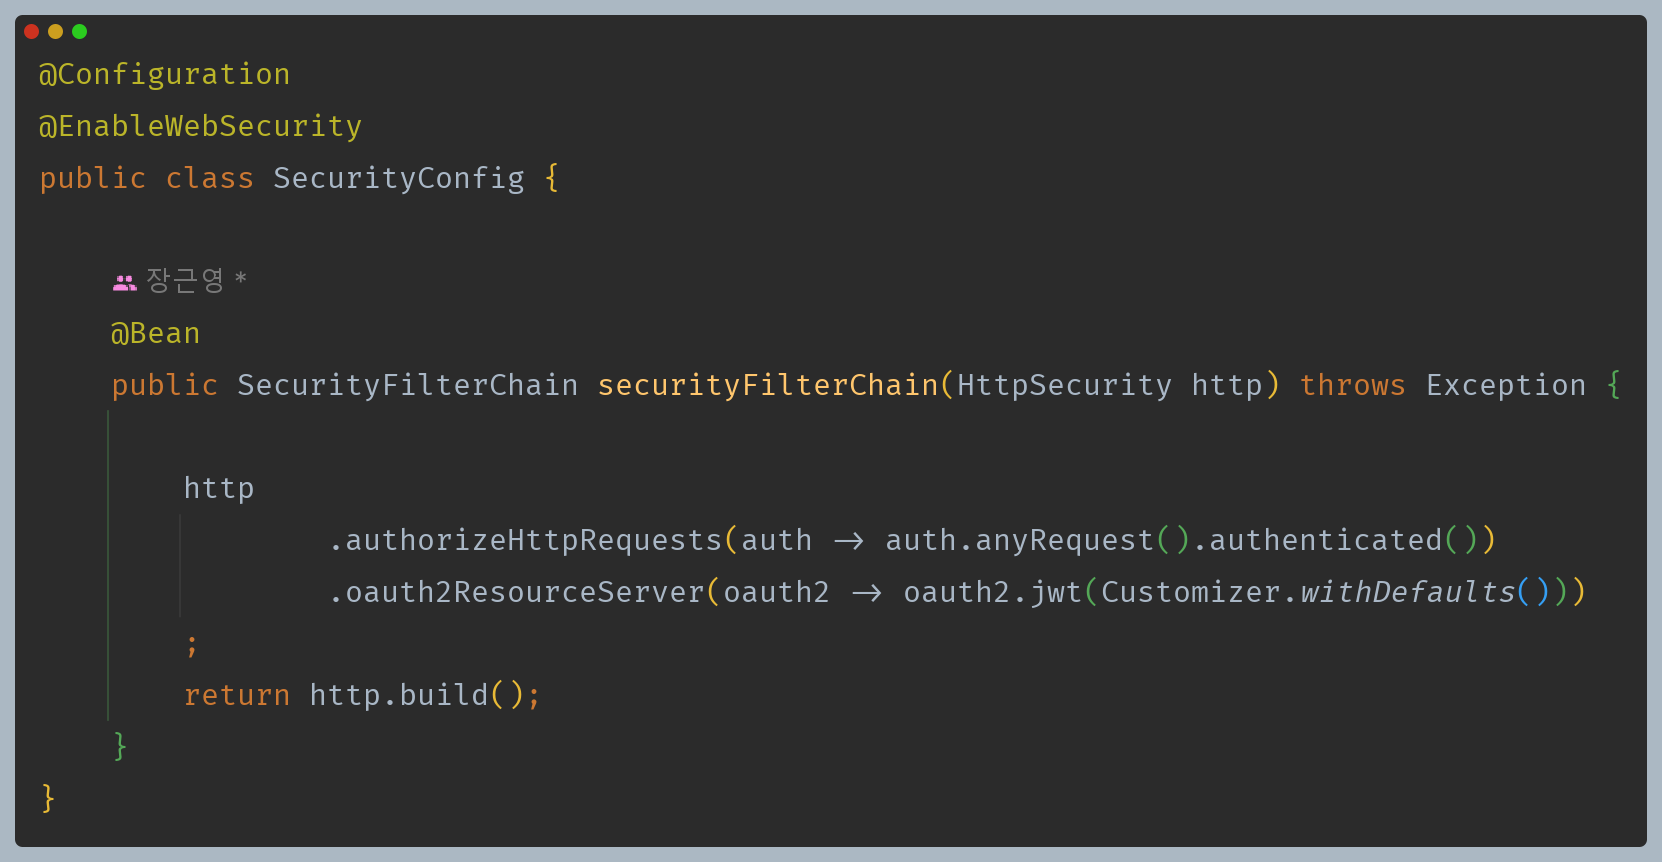 @Configuration
@EnableWebSecurity
public class SecurityConfig {
장근영 *
@Bean
public SecurityFilterChain securityFilterChain(HttpSecurity http) throws Exception {
http
.authorizeHttpRequests(auth -> auth.anyRequest().authenticated())
.oauth2ResourceServer(oauth2 -> oauth2.jwt(Customizer.withDefaults()))
;
return http.build();
}
}